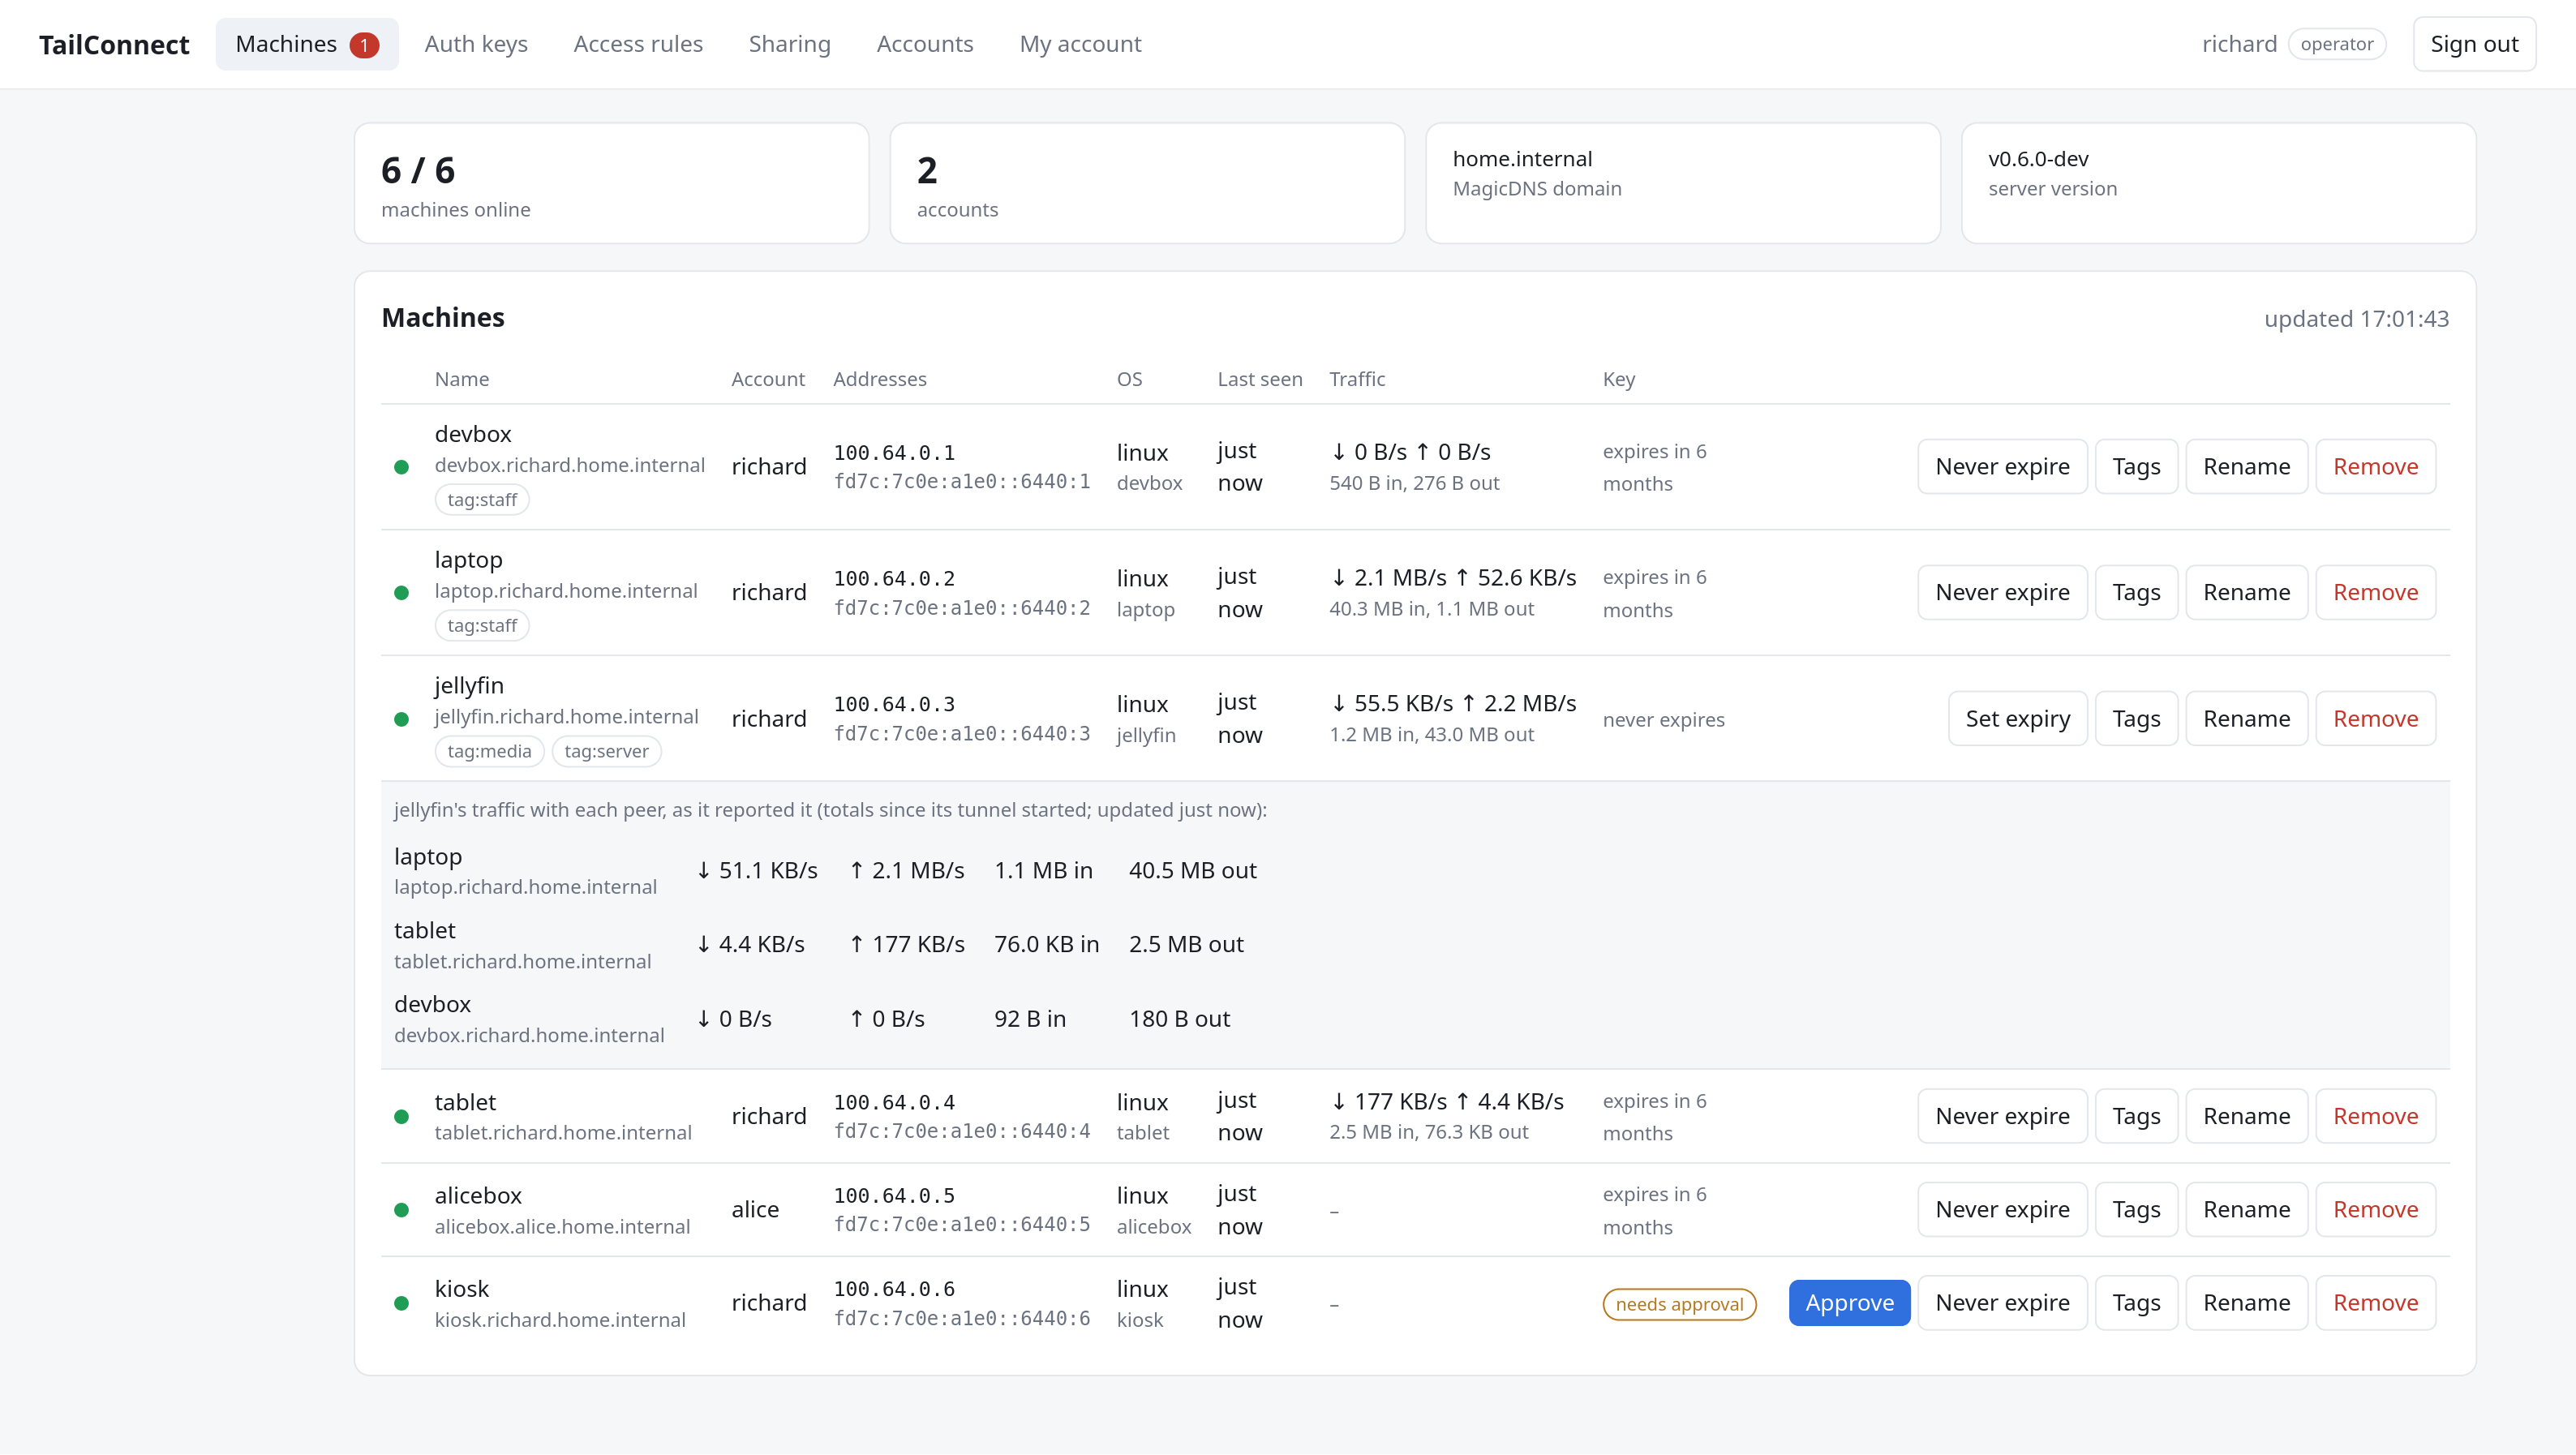 TailConnect Machines 1 Auth keys Access rules Sharing Accounts My account richard operator Sign out
6 / 6
machines online
2
accounts
home.internal
MagicDNS domain
v0.6.0-dev
server version
Machines updated 17:01:43
Name Account Addresses OS Last seen Traffic Key
devbox
devbox.richard.home.internal
tag:staff
richard
100.64.0.1
fd7c:7c0e:a1e0::6440:1
linux
devbox
just
now
↓ 0 B/s ↑ 0 B/s
540 B in, 276 B out
expires in 6
months
Never expire Tags Rename Remove
laptop
laptop.richard.home.internal
tag:staff
richard
100.64.0.2
fd7c:7c0e:a1e0::6440:2
linux
laptop
just
now
↓ 2.1 MB/s ↑ 52.6 KB/s
40.3 MB in, 1.1 MB out
expires in 6
months
Never expire Tags Rename Remove
jellyfin
jellyfin.richard.home.internal
tag:media tag:server
richard
100.64.0.3
fd7c:7c0e:a1e0::6440:3
linux
jellyfin
just
now
↓ 55.5 KB/s ↑ 2.2 MB/s
1.2 MB in, 43.0 MB out
never expires
Set expiry Tags Rename Remove
jellyfin's traffic with each peer, as it reported it (totals since its tunnel started; updated just now):
laptop
laptop.richard.home.internal
↓ 51.1 KB/s ↑ 2.1 MB/s 1.1 MB in 40.5 MB out
tablet
tablet.richard.home.internal
↓ 4.4 KB/s ↑ 177 KB/s 76.0 KB in 2.5 MB out
devbox
devbox.richard.home.internal
↓ 0 B/s ↑ 0 B/s 92 B in 180 B out
tablet
tablet.richard.home.internal
richard
100.64.0.4
fd7c:7c0e:a1e0::6440:4
linux
tablet
just
now
↓ 177 KB/s ↑ 4.4 KB/s
2.5 MB in, 76.3 KB out
expires in 6
months
Never expire Tags Rename Remove
alicebox
alicebox.alice.home.internal
alice
100.64.0.5
fd7c:7c0e:a1e0::6440:5
linux
alicebox
just
now
–
expires in 6
months
Never expire Tags Rename Remove
kiosk
kiosk.richard.home.internal
richard
100.64.0.6
fd7c:7c0e:a1e0::6440:6
linux
kiosk
just
now
–
needs approval
Approve Never expire Tags Rename Remove